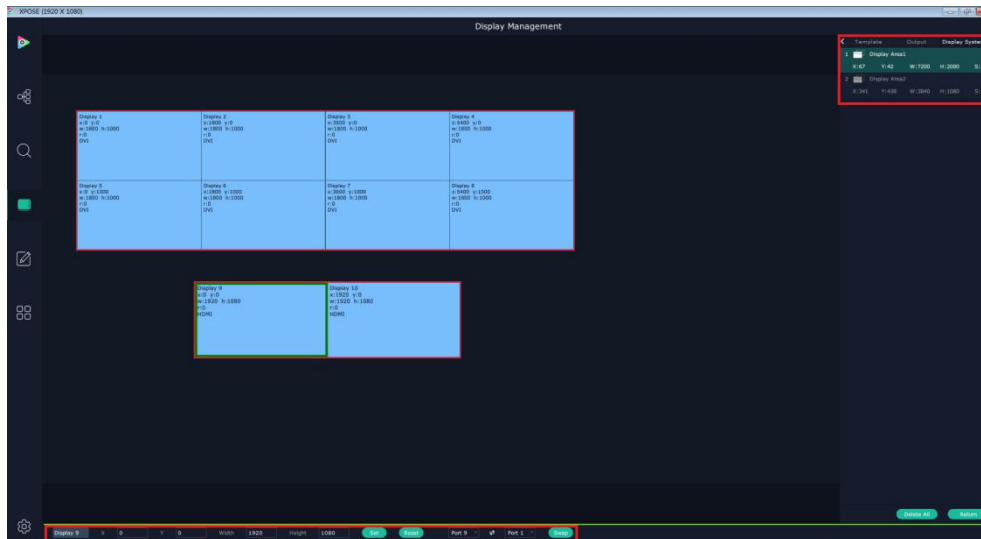 XPOSE (1920 X 1080)
Display Management
Template Output Display System
1 Display Area1
X:67 Y:42 W:7200 H:2000 S:
2 Display Area2
X:241 Y:438 W:3840 H:1080 S:
Display 1
x:0 y:0
w:1800 h:1000
r:0
DVI
Display 2
x:1800 y:0
w:1800 h:1000
r:0
DVI
Display 3
x:3600 y:0
w:1800 h:1000
r:0
DVI
Display 4
x:5400 y:0
w:1800 h:1000
r:0
DVI
Display 5
x:0 y:1000
w:1800 h:1000
r:0
DVI
Display 6
x:1800 y:1000
w:1800 h:1000
r:0
DVI
Display 7
x:3600 y:1000
w:1800 h:1000
r:0
DVI
Display 8
x:5400 y:1000
w:1800 h:1000
r:0
DVI
Display 9
x:0 y:0
w:1920 h:1080
r:0
HDMI
Display 10
x:1920 y:0
w:1920 h:1080
r:0
HDMI
Delete All Return
Display 9 X 0 Y 0 Width 1920 Height 1080 Set Reset Port 9 Port 1 Swap